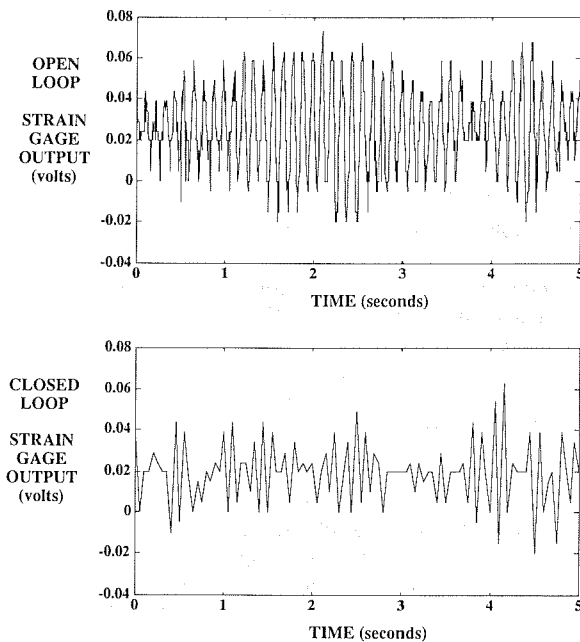 OPEN
LOOP
STRAIN
GAGE
OUTPUT
(volts)
0.08
0.06
0.04
0.02
0
-0.02
-0.04
0 1 2 3 4 5
TIME (seconds)
CLOSED
LOOP
STRAIN
GAGE
OUTPUT
(volts)
0.08
0.06
0.04
0.02
0
-0.02
-0.04
0 1 2 3 4 5
TIME (seconds)